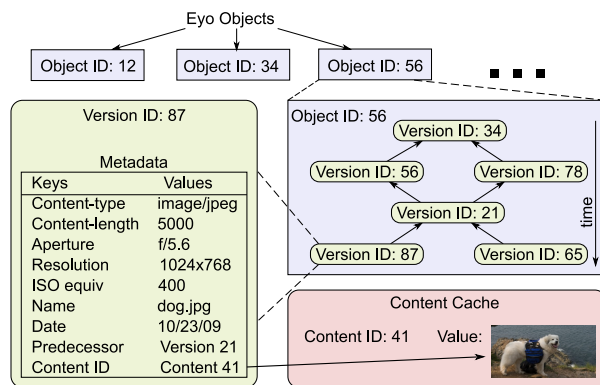 Eyo Objects
Object ID: 12
Object ID: 34
Object ID: 56
Version ID: 87
Metadata
Keys Values
Content-type image/jpeg
Content-length 5000
Aperture f/5.6
Resolution 1024x768
ISO equiv 400
Name dog.jpg
Date 10/23/09
Predecessor Version 21
Content ID Content 41
Object ID: 56
Version ID: 34
Version ID: 56
Version ID: 78
Version ID: 21
Version ID: 87
Version ID: 65
time
Content Cache
Content ID: 41 Value: